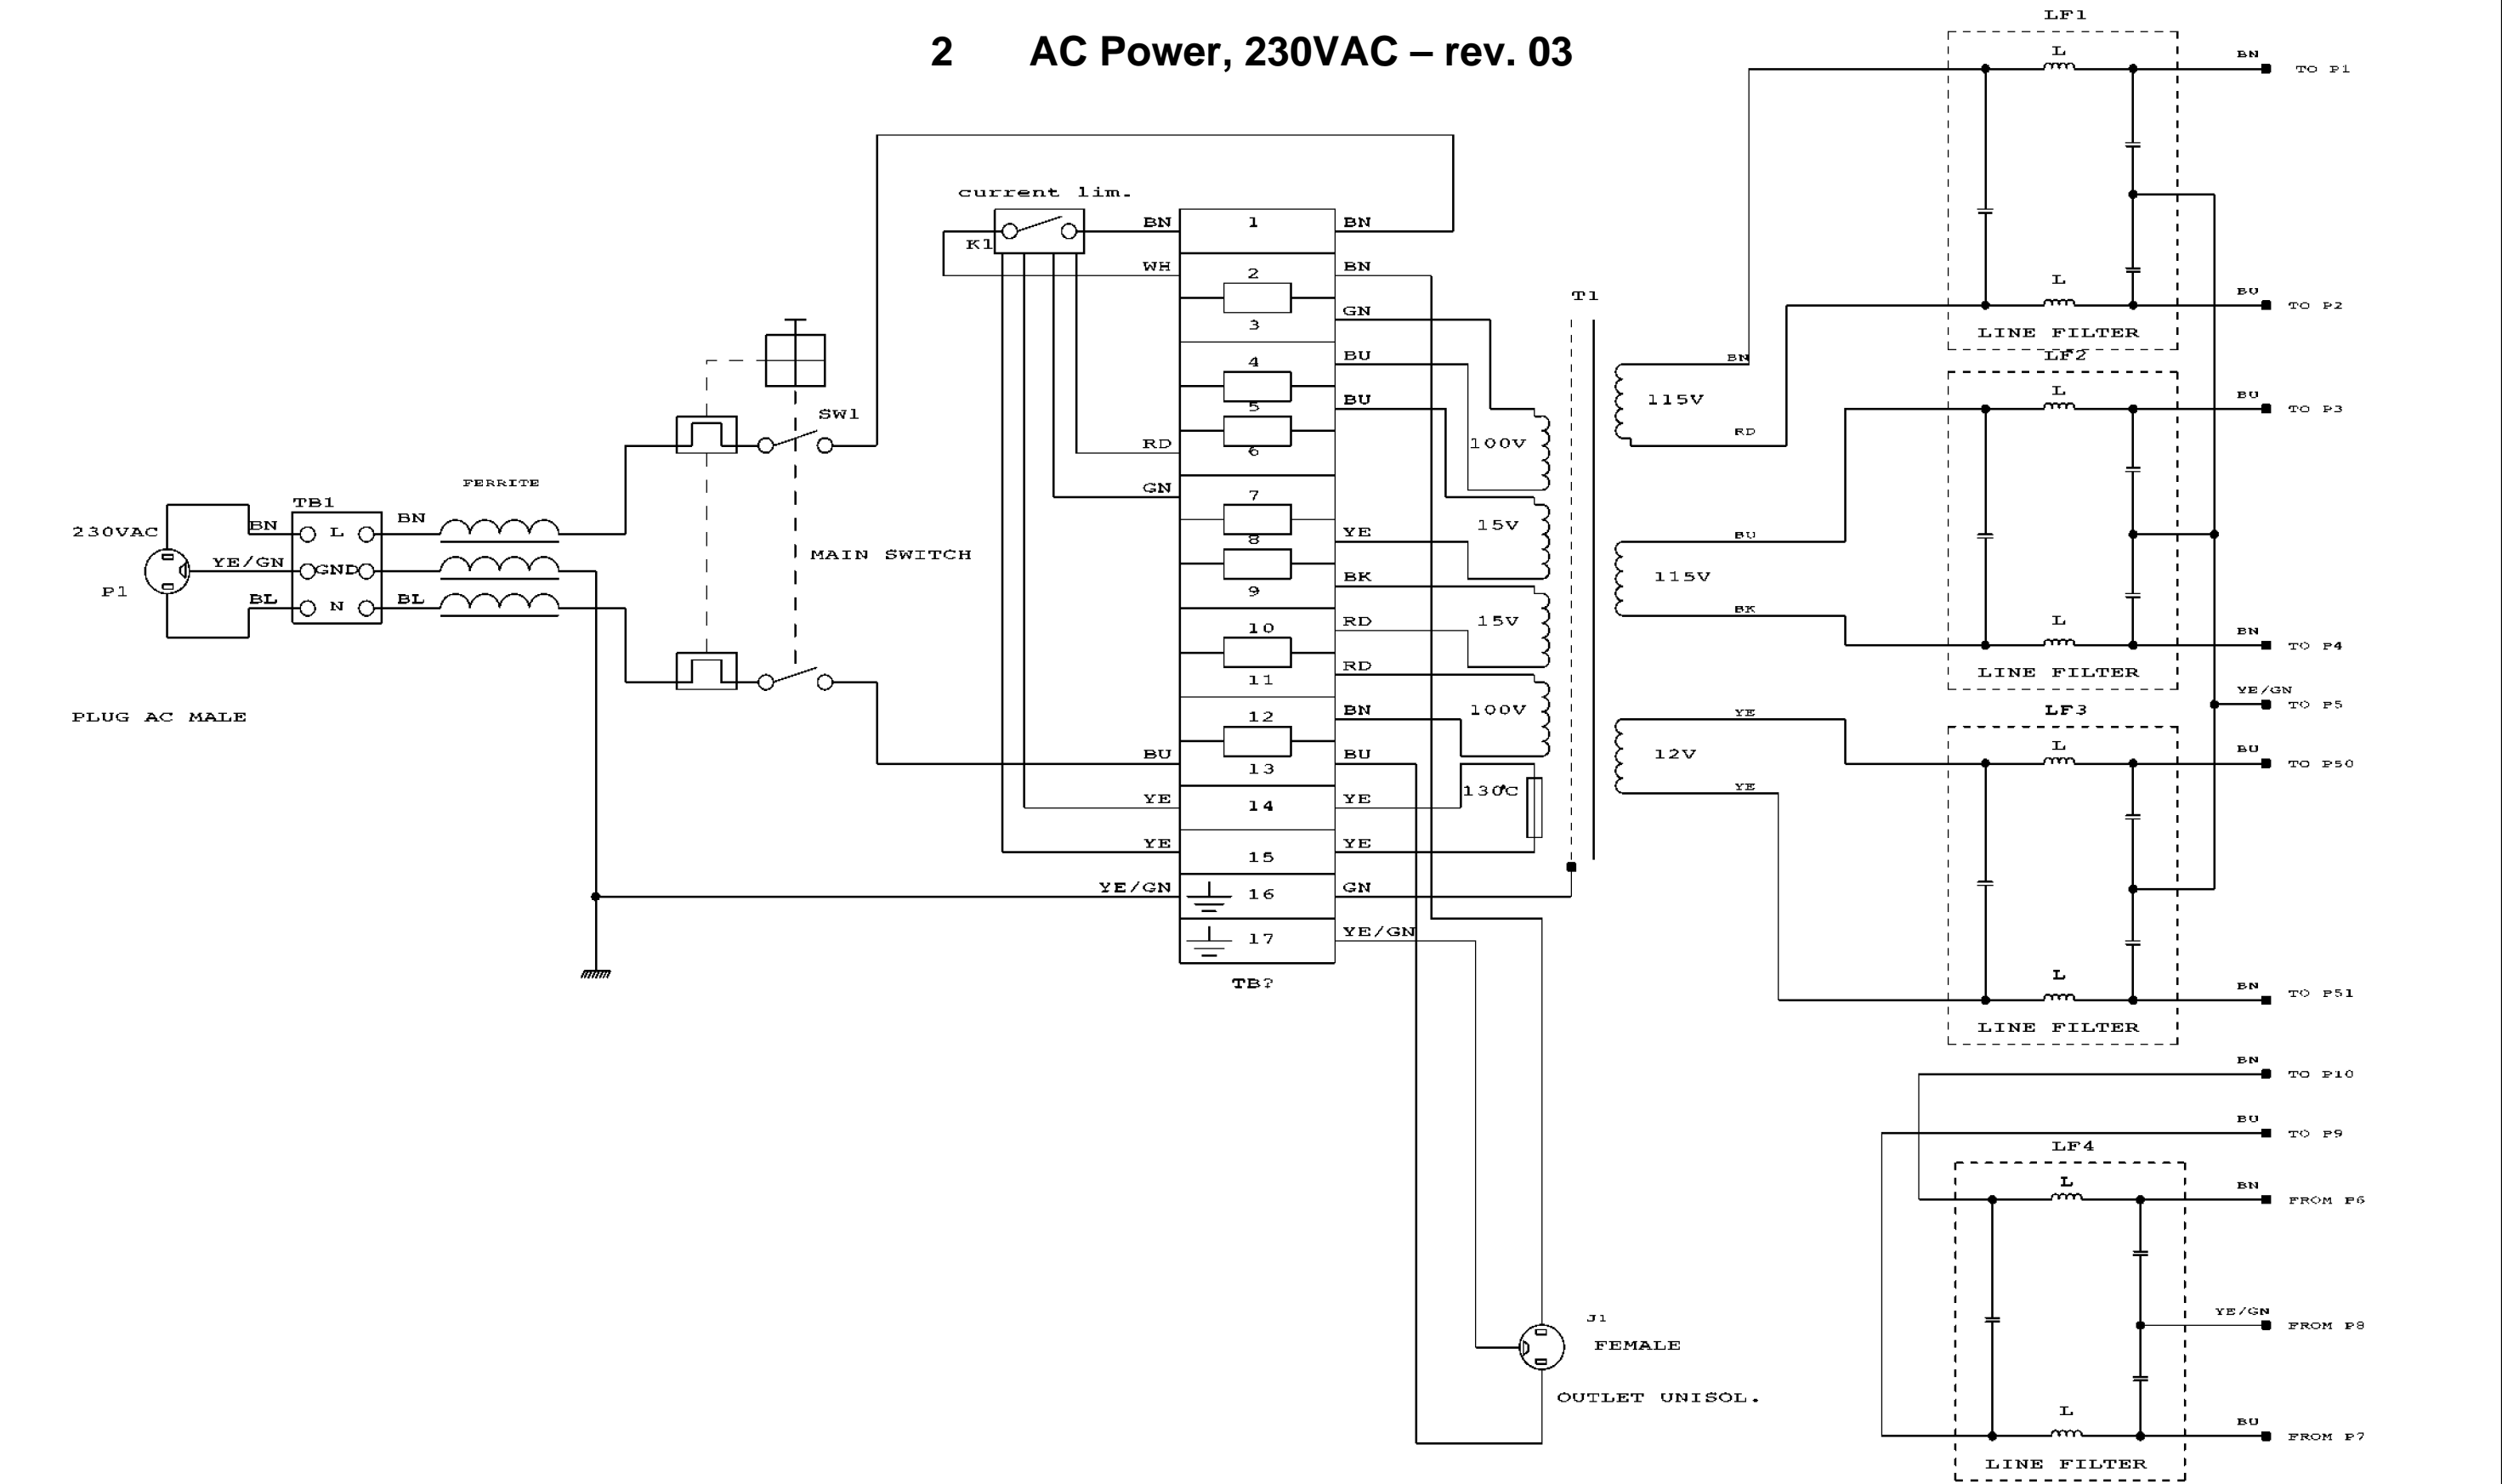 2 AC Power, 230VAC – rev. 03
230VAC
P1
PLUG AC MALE
BN
YE/GN
BL
TB1
L
GND
N
BN
BL
FERRITE
SW1
MAIN SWITCH
current lim.
K1
BN
WH
RD
GN
BU
YE
YE
YE/GN
1
2
3
4
5
6
7
8
9
10
11
12
13
14
15
16
17
TB?
BN
BN
GN
BU
BU
YE
BK
RD
RD
BN
BU
YE
YE
GN
YE/GN
100V
15V
15V
100V
130°C
T1
115V
115V
12V
BN
RD
BU
BK
YE
YE
J1
FEMALE
OUTLET UNISOL.
LF1
L
L
LINE FILTER
BN
TO P1
BU
TO P2
LF2
L
L
LINE FILTER
BU
TO P3
BN
TO P4
YE/GN
TO P5
LF3
L
L
LINE FILTER
BU
TO P50
BN
TO P51
BN
TO P10
BU
TO P9
LF4
L
L
LINE FILTER
BN
FROM P6
YE/GN
FROM P8
BU
FROM P7